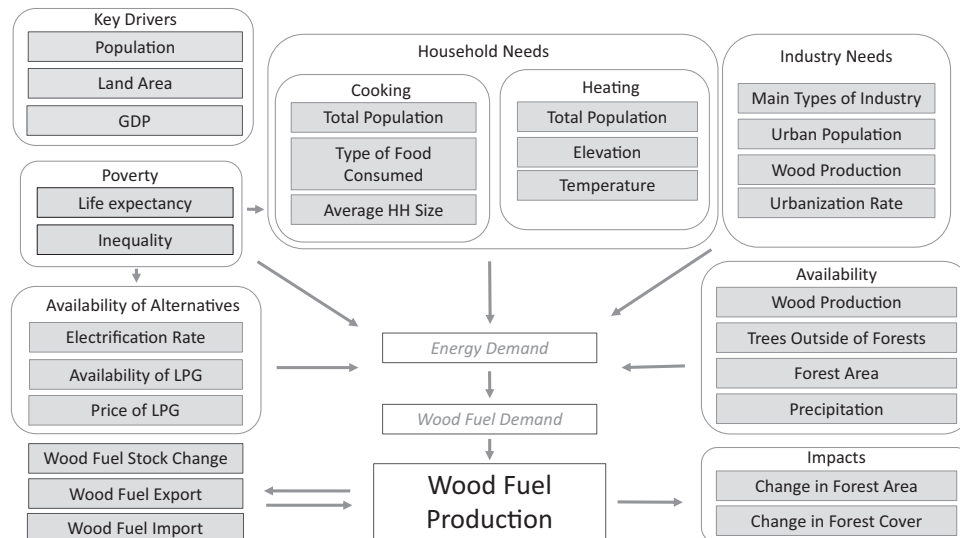 Key Drivers
Population
Land Area
GDP
Poverty
Life expectancy
Inequality
Availability of Alternatives
Electrification Rate
Availability of LPG
Price of LPG
Wood Fuel Stock Change
Wood Fuel Export
Wood Fuel Import
Household Needs
Cooking
Total Population
Type of Food
Consumed
Average HH Size
Heating
Total Population
Elevation
Temperature
Energy Demand
Wood Fuel Demand
Wood Fuel
Production
Industry Needs
Main Types of Industry
Urban Population
Wood Production
Urbanization Rate
Availability
Wood Production
Trees Outside of Forests
Forest Area
Precipitation
Impacts
Change in Forest Area
Change in Forest Cover